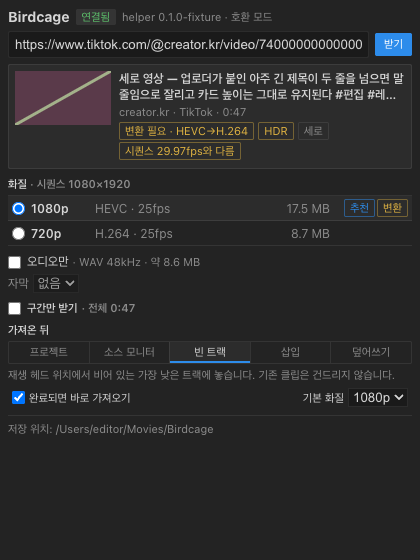 Birdcage 연결됨 helper 0.1.0-fixture · 호환 모드
https://www.tiktok.com/@creator.kr/video/74000000000000 받기
세로 영상 — 업로더가 붙인 아주 긴 제목이 두 줄을 넘으면 말
줄임으로 잘리고 카드 높이는 그대로 유지된다 #편집 #레...
creator.kr · TikTok · 0:47
변환 필요 · HEVC→H.264 HDR 세로
시퀀스 29.97fps와 다름
화질 · 시퀀스 1080×1920
1080p HEVC · 25fps 17.5 MB 추천 변환
720p H.264 · 25fps 8.7 MB
오디오만 · WAV 48kHz · 약 8.6 MB
자막 없음
구간만 받기 · 전체 0:47
가져온 뒤
프로젝트 소스 모니터 빈 트랙 삽입 덮어쓰기
재생 헤드 위치에서 비어 있는 가장 낮은 트랙에 놓습니다. 기존 클립은 건드리지 않습니다.
완료되면 바로 가져오기 기본 화질 1080p
저장 위치: /Users/editor/Movies/Birdcage